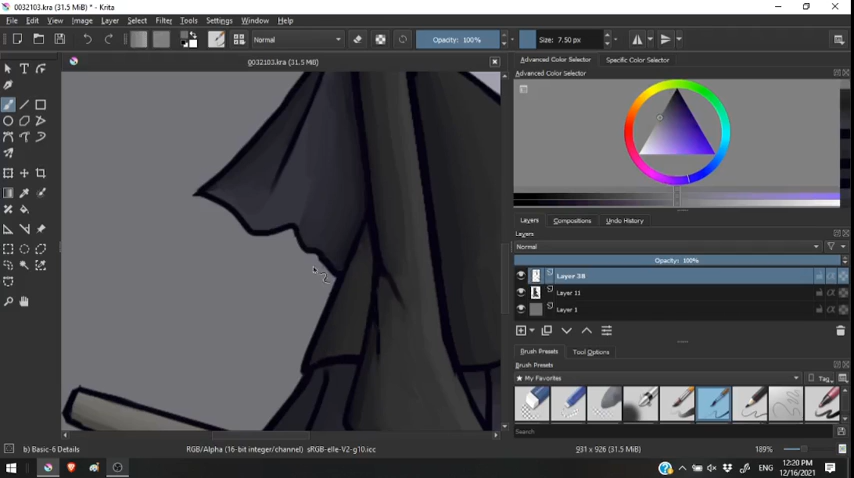 0032103.kra (31.5 MiB) * - Krita
File Edit View Image Layer Select Filter Tools Settings Window Help
Normal Opacity: 100% Size: 7.50 px
0032103.kra (31.5 MiB)
Advanced Color Selector Specific Color Selector
Advanced Color Selector
Layers Compositions Undo History
Layers
Normal
Opacity: 100%
Layer 38
Layer 11
Layer 1
Brush Presets Tool Options
Brush Presets
★ My Favorites Tag
Search
b) Basic-6 Details RGB/Alpha (16-bit integer/channel) sRGB-elle-V2-g10.icc 931 x 926 (31.5 MiB) 189%
ENG 12:20 PM
12/16/2021